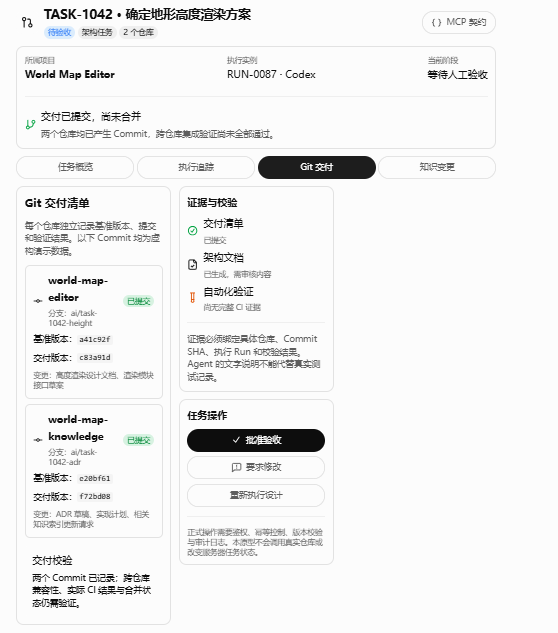 TASK-1042 • 确定地形高度渲染方案
待验收 架构任务 2 个仓库
{ } MCP 契约
所属项目
World Map Editor
执行实例
RUN-0087 · Codex
当前阶段
等待人工验收
交付已提交，尚未合并
两个仓库均已产生 Commit，跨仓库集成验证尚未全部通过。
任务概览
执行追踪
Git 交付
知识变更
Git 交付清单
每个仓库独立记录基准版本、提交
和验证结果。以下 Commit 均为虚
构演示数据。
world-map-
editor
已提交
分支：ai/task-
1042-height
基准版本： a41c92f
交付版本： c83a91d
变更：高度渲染设计文档、渲染模块
接口草案
world-map-
knowledge
已提交
分支：ai/task-
1042-adr
基准版本： e20bf61
交付版本： f72bd08
变更：ADR 草稿、实现计划、相关
知识索引更新请求
交付校验
两个 Commit 已记录；跨仓库
兼容性、实际 CI 结果与合并状
态仍需验证。
证据与校验
交付清单
已提交
架构文档
已生成，需审核内容
自动化验证
尚无完整 CI 证据
证据必须绑定具体仓库、Commit
SHA、执行 Run 和校验结果。
Agent 的文字说明不能代替真实测
试记录。
任务操作
批准验收
要求修改
重新执行设计
正式操作需要鉴权、幂等控制、版本校验
与审计日志。本原型不会调用真实仓库或
改变服务器任务状态。